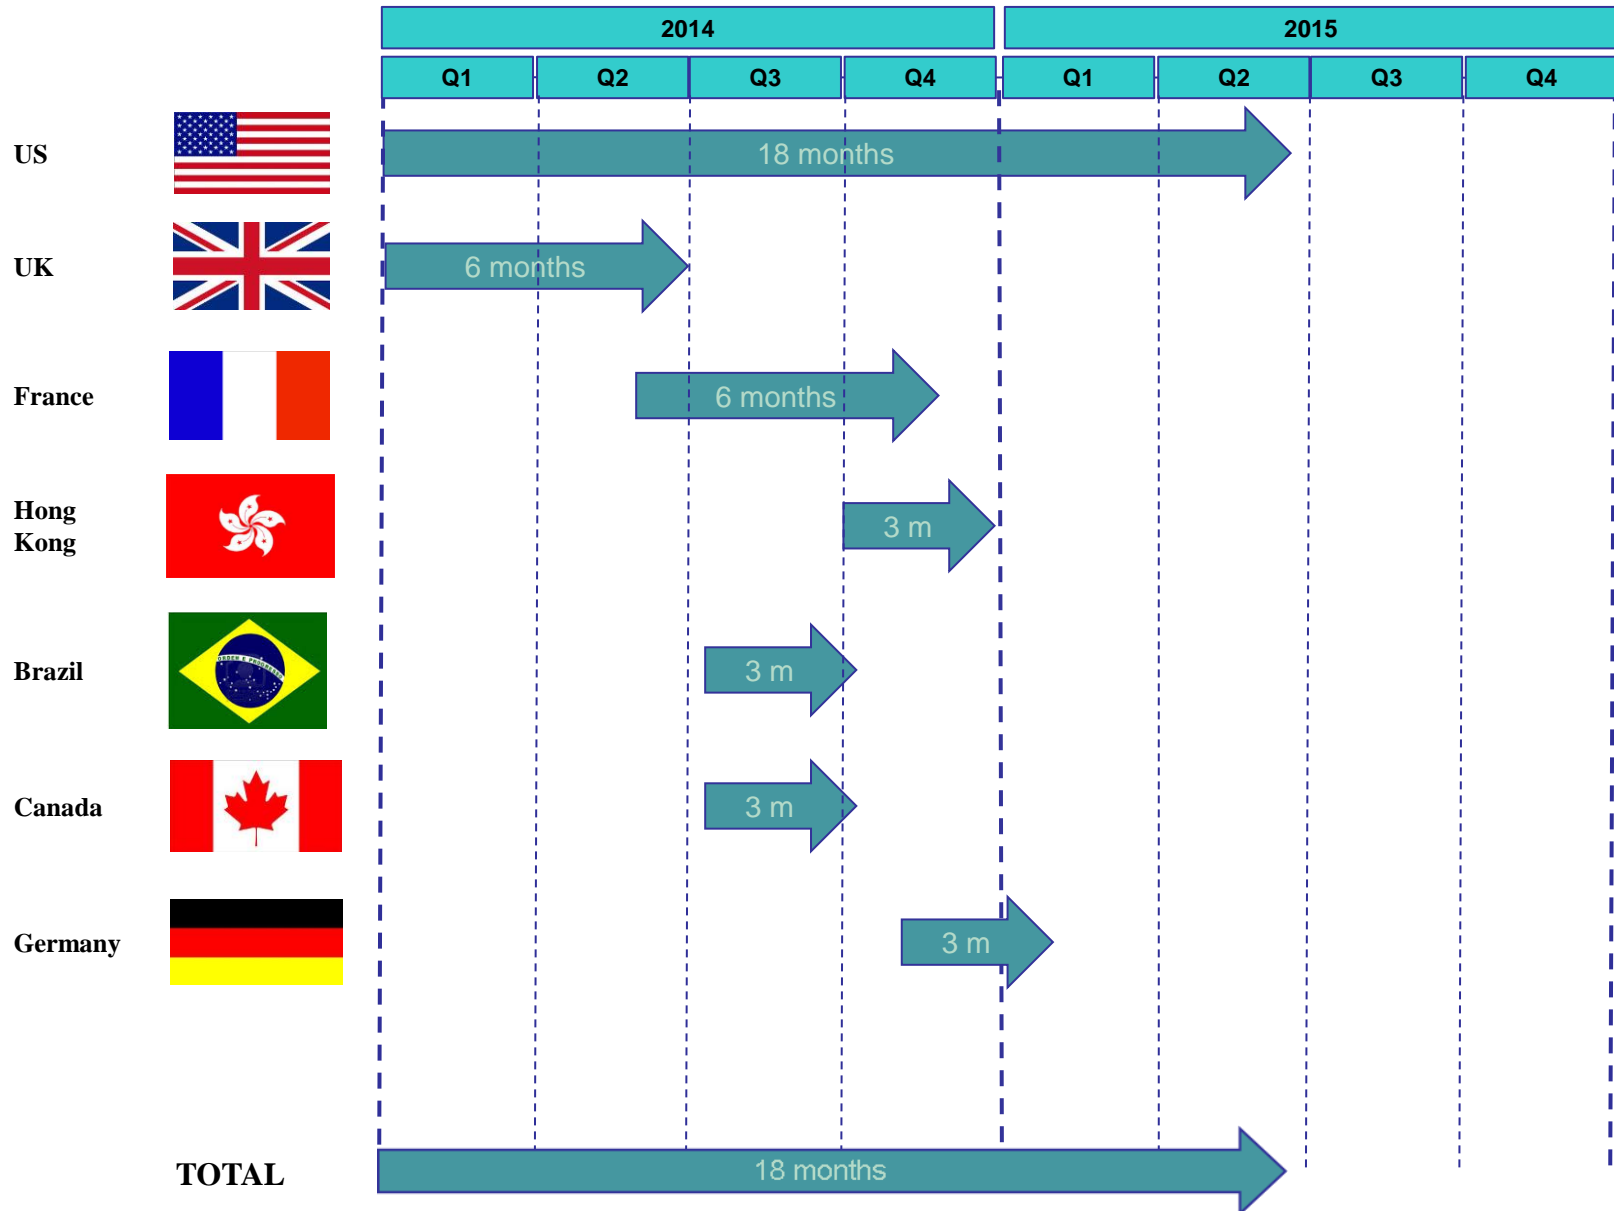 2014 2015
Q1 Q2 Q3 Q4 Q1 Q2 Q3 Q4
US 18 months
UK 6 months
France 6 months
Hong
Kong
3 m
Brazil 3 m
Canada 3 m
Germany 3 m
TOTAL 18 months